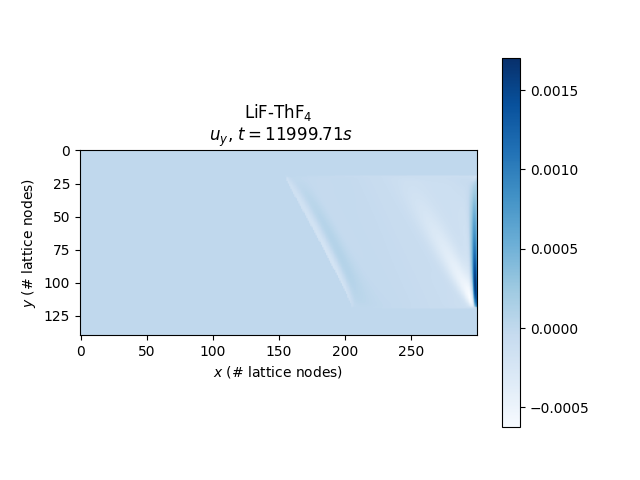 LiF-ThF₄
u_y, t = 11999.71s
0
25
50
75
100
125
y (# lattice nodes)
0 50 100 150 200 250
x (# lattice nodes)
0.0015
0.0010
0.0005
0.0000
−0.0005